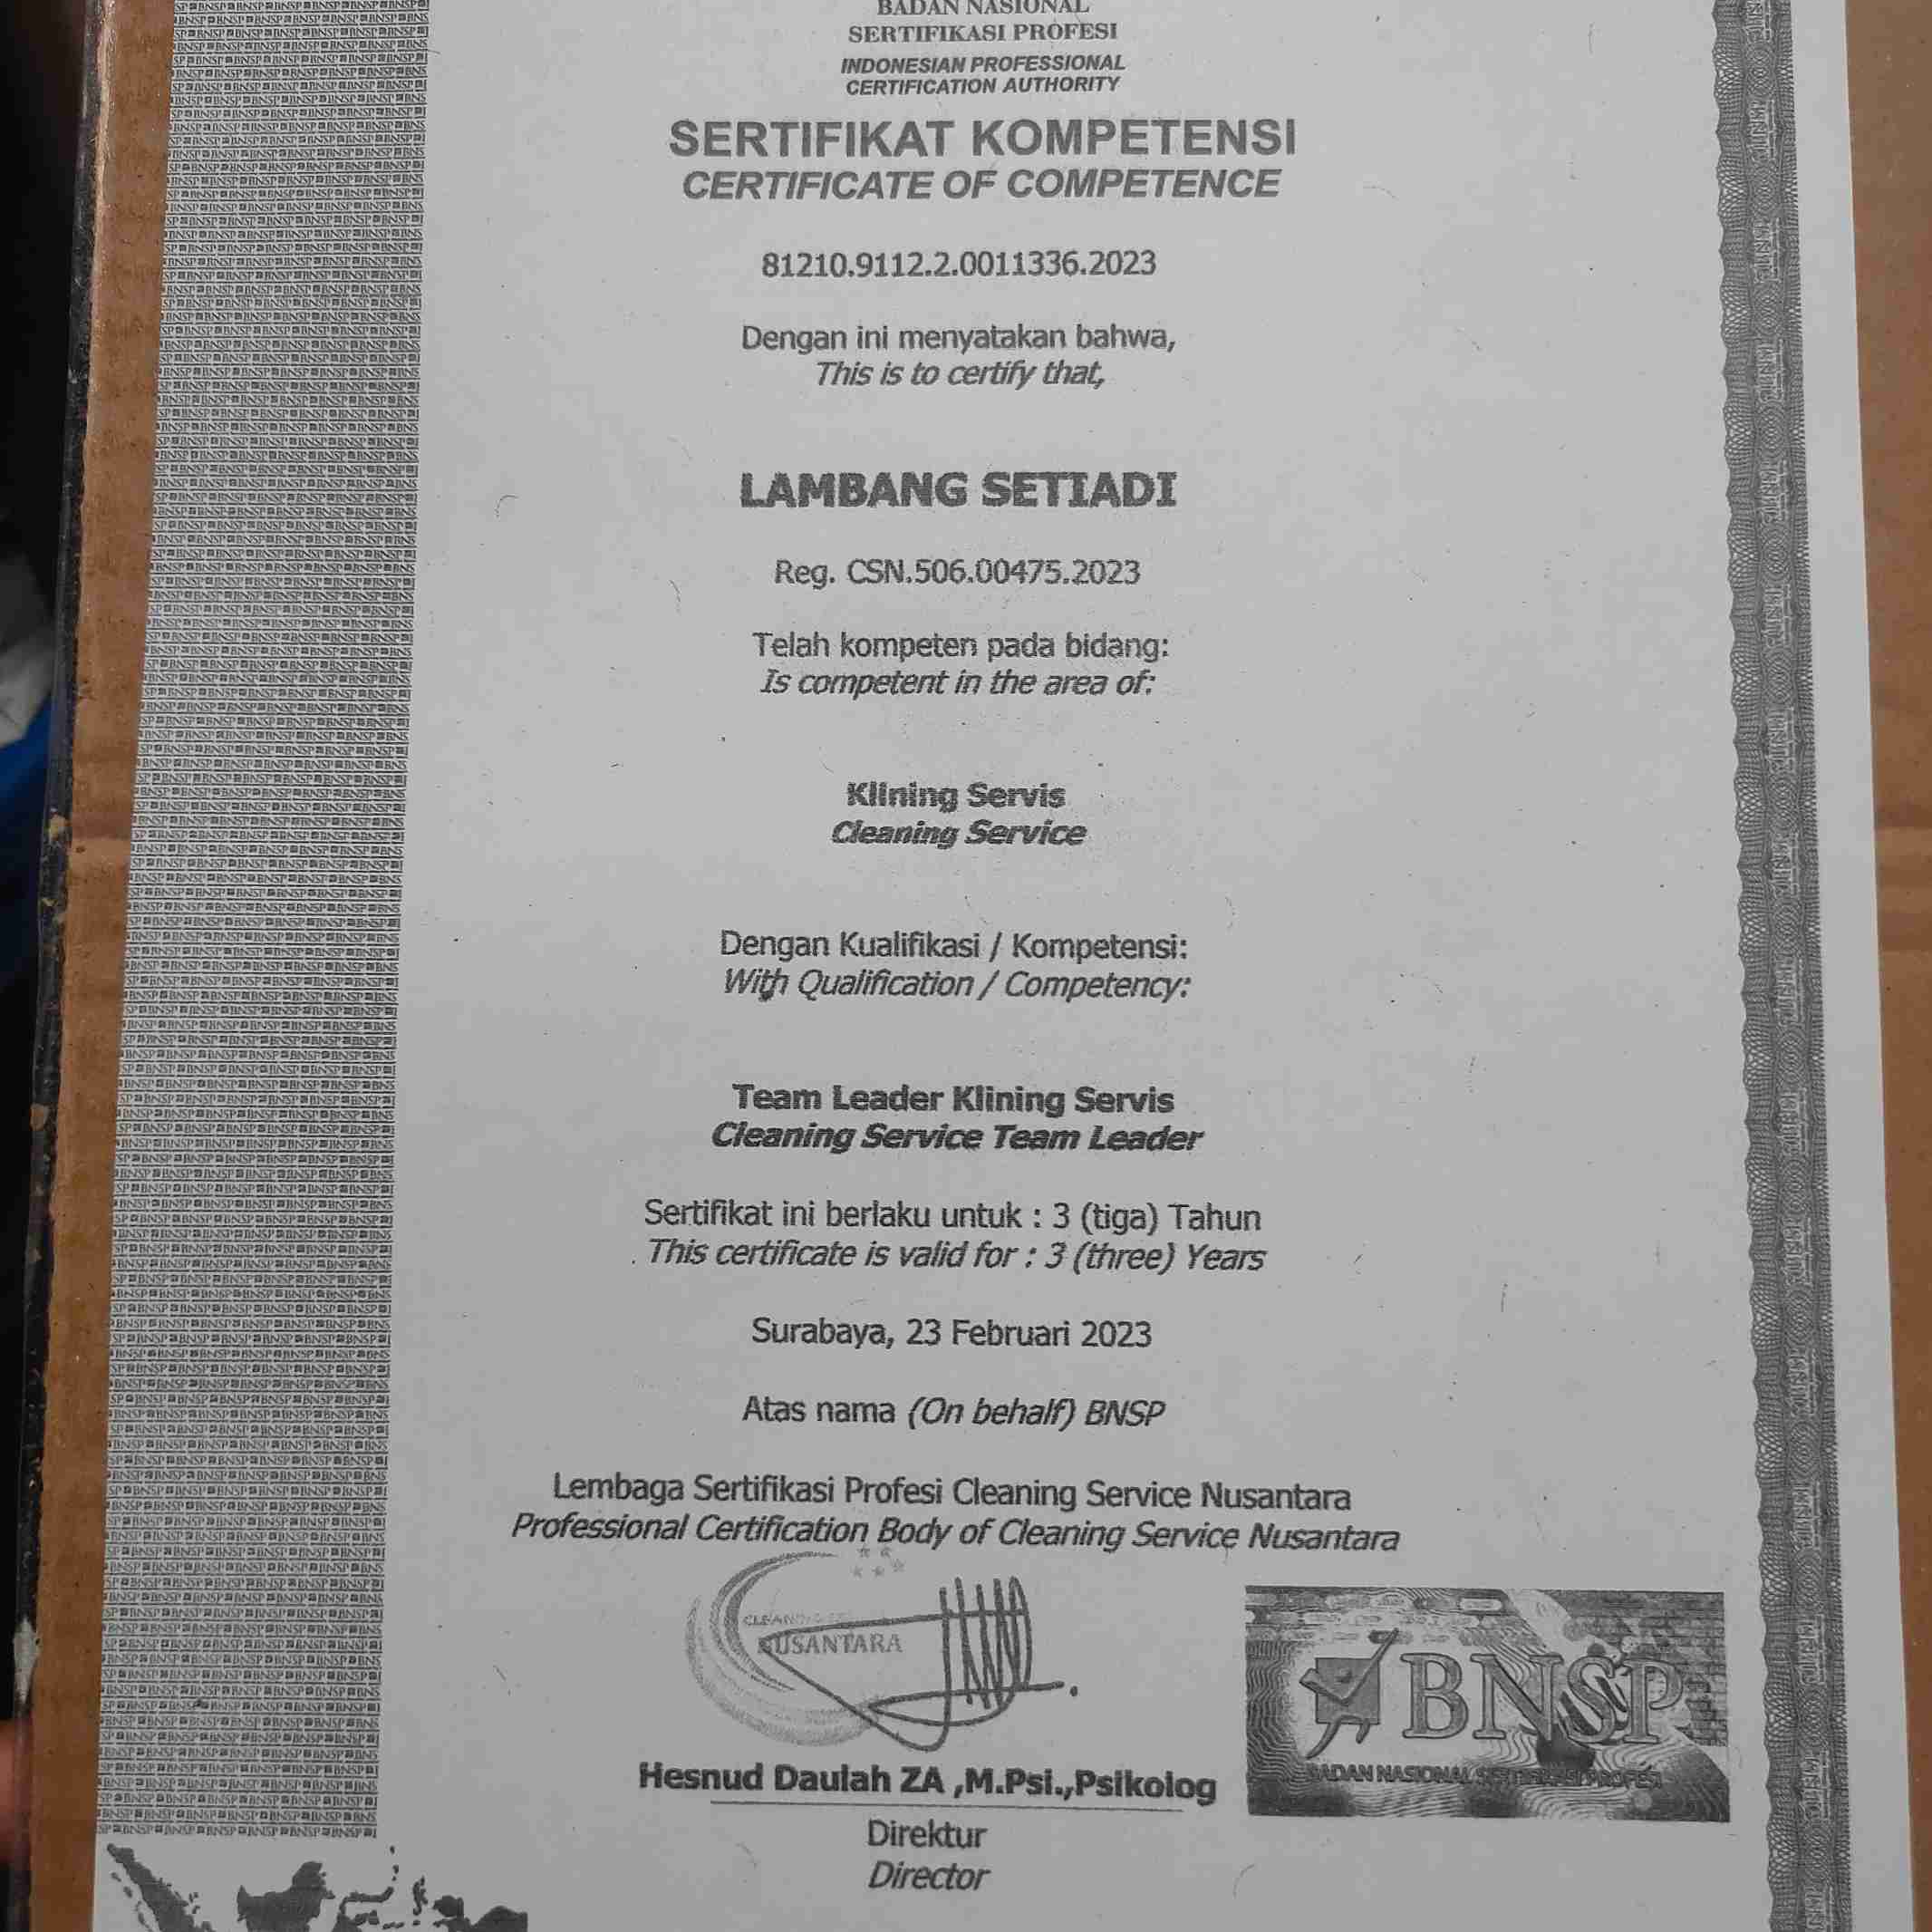 BADAN NASIONAL
SERTIFIKASI PROFESI
INDONESIAN PROFESSIONAL
CERTIFICATION AUTHORITY
SERTIFIKAT KOMPETENSI
CERTIFICATE OF COMPETENCE
81210.9112.2.0011336.2023
Dengan ini menyatakan bahwa,
This is to certify that,
LAMBANG SETIADI
Reg. CSN.506.00475.2023
Telah kompeten pada bidang:
Is competent in the area of:
Klining Servis
Cleaning Service
Dengan Kualifikasi / Kompetensi:
With Qualification / Competency:
Team Leader Klining Servis
Cleaning Service Team Leader
Sertifikat ini berlaku untuk : 3 (tiga) Tahun
This certificate is valid for : 3 (three) Years
Surabaya, 23 Februari 2023
Atas nama (On behalf) BNSP
Lembaga Sertifikasi Profesi Cleaning Service Nusantara
Professional Certification Body of Cleaning Service Nusantara
NUSANTARA
BNSP
BADAN NASIONAL SERTIFIKASI PROFESI
Hesnud Daulah ZA ,M.Psi.,Psikolog
Direktur
Director